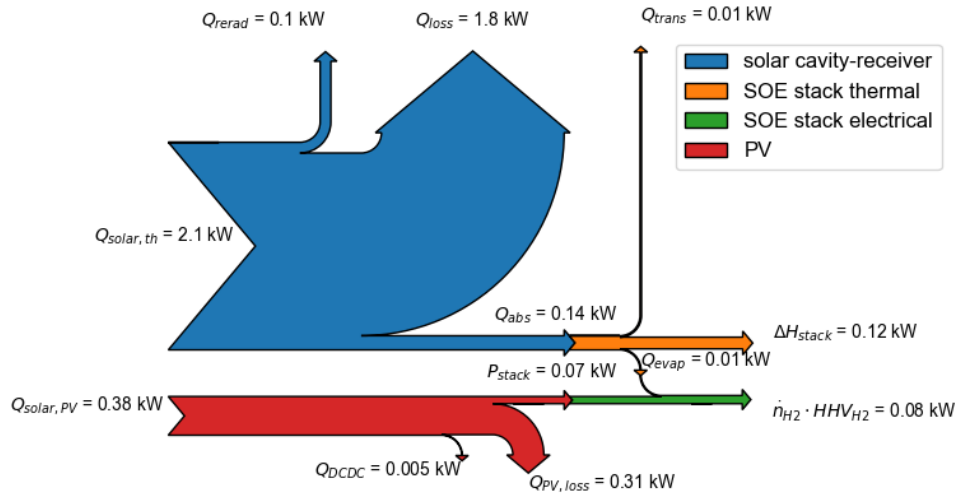 Q_rerad = 0.1 kW
Q_loss = 1.8 kW
Q_trans = 0.01 kW
solar cavity-receiver
SOE stack thermal
SOE stack electrical
PV
Q_solar,th = 2.1 kW
Q_abs = 0.14 kW
ΔH_stack = 0.12 kW
Q_evap = 0.01 kW
P_stack = 0.07 kW
Q_solar,PV = 0.38 kW
ṅ_H2 · HHV_H2 = 0.08 kW
Q_DCDC = 0.005 kW
Q_PV,loss = 0.31 kW